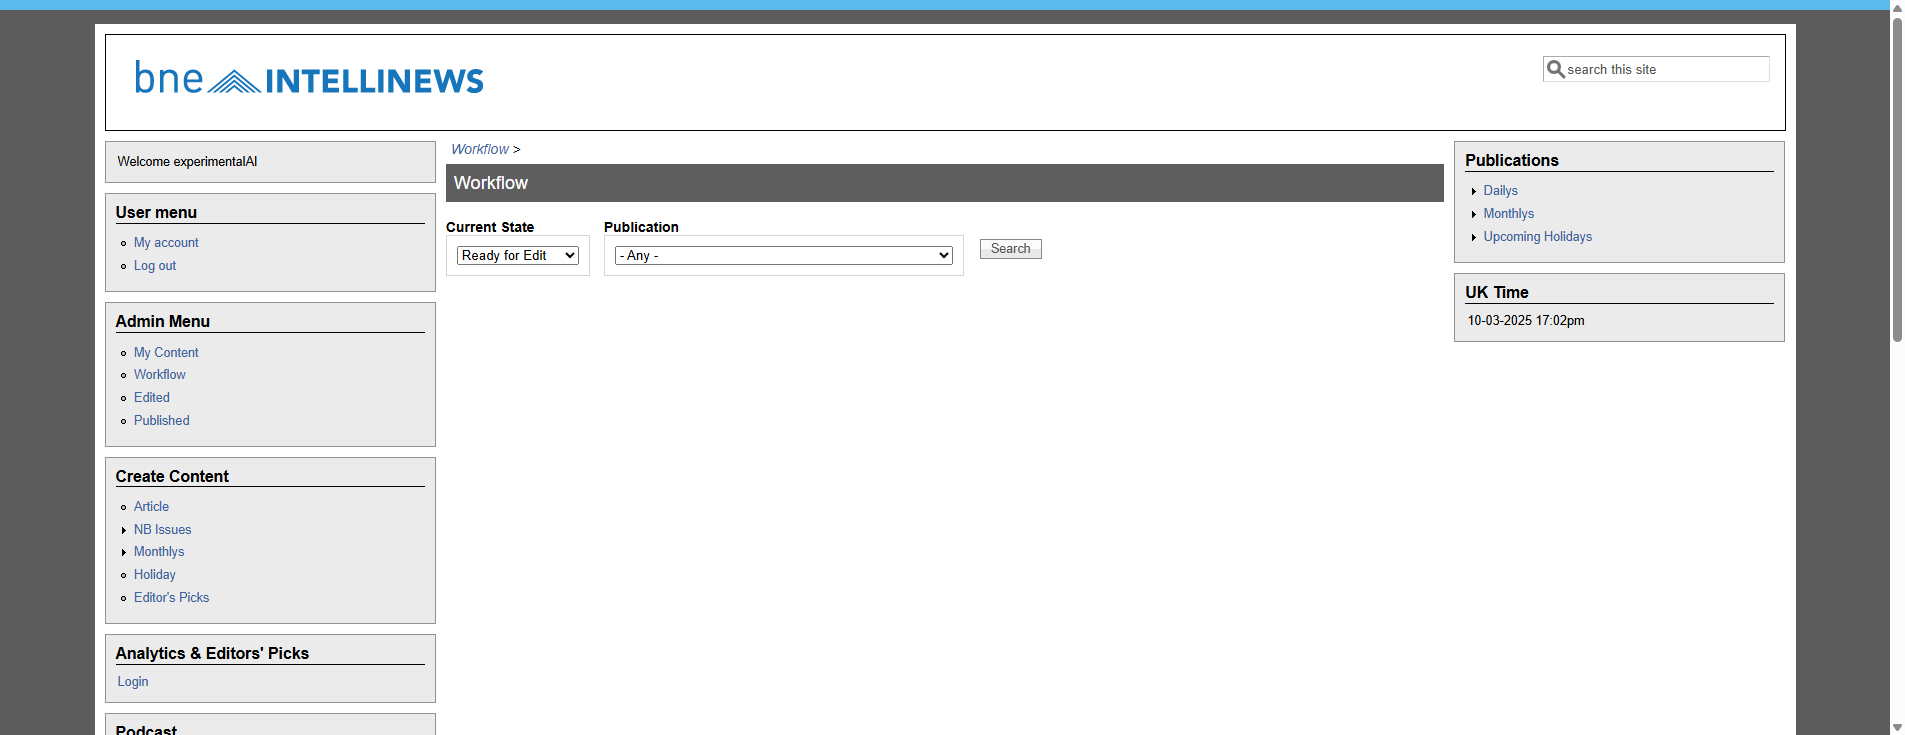 bne INTELLINEWS
search this site
Welcome experimentalAI
User menu
My account
Log out
Admin Menu
My Content
Workflow
Edited
Published
Create Content
Article
NB Issues
Monthlys
Holiday
Editor's Picks
Analytics & Editors' Picks
Login
Podcast
Workflow >
Workflow
Current State
Ready for Edit
Publication
- Any -
Search
Publications
Dailys
Monthlys
Upcoming Holidays
UK Time
10-03-2025 17:02pm